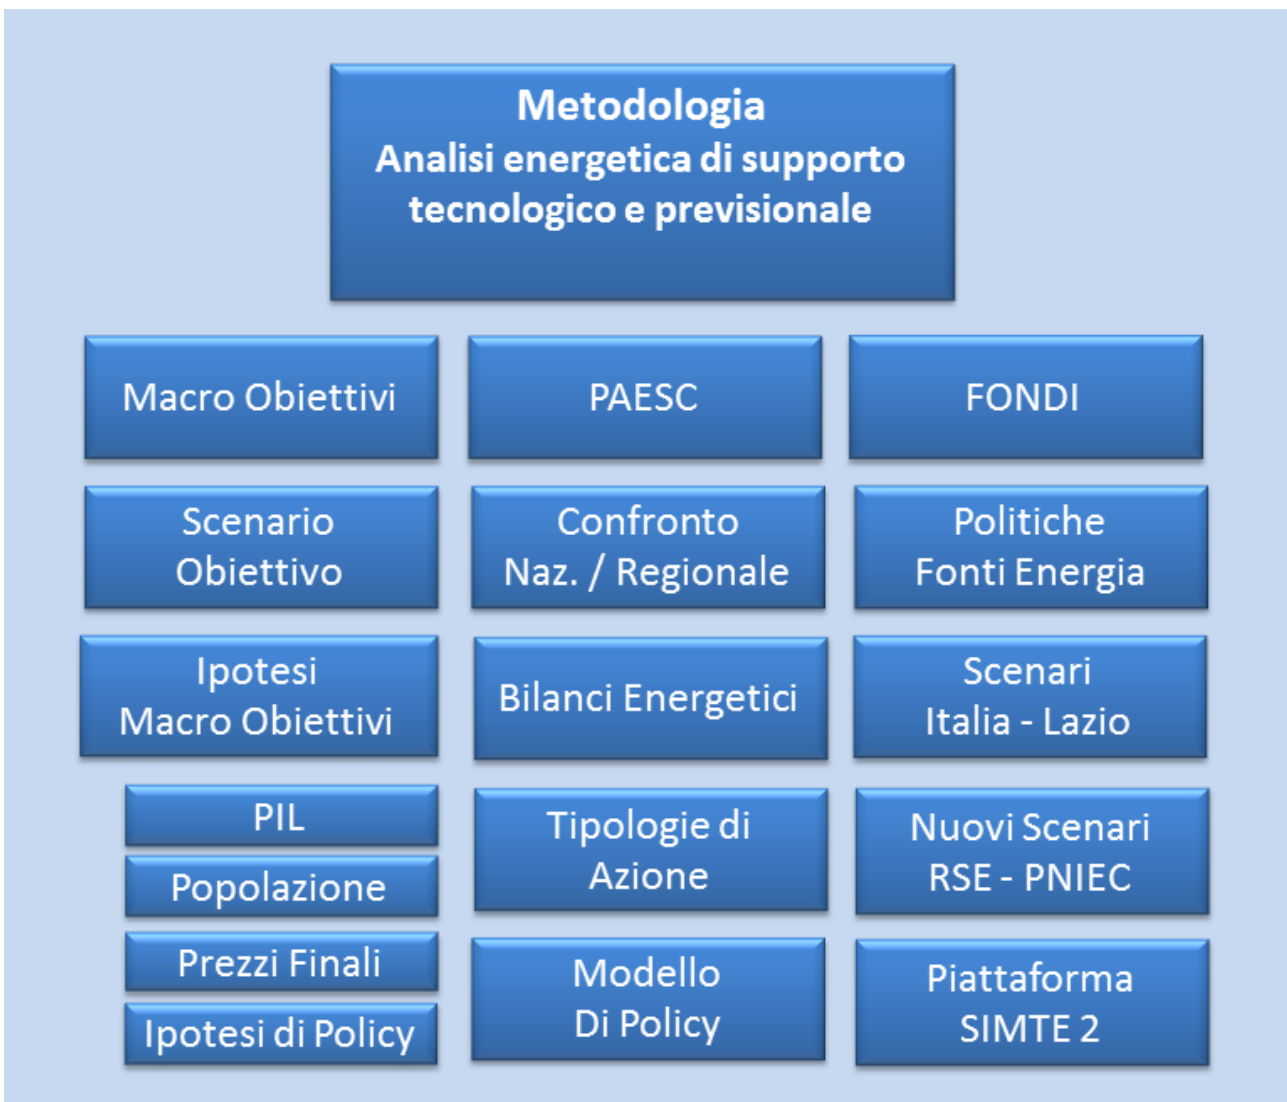 Metodologia
Analisi energetica di supporto
tecnologico e previsionale
Macro Obiettivi
PAESC
FONDI
Scenario
Obiettivo
Confronto
Naz. / Regionale
Politiche
Fonti Energia
Ipotesi
Macro Obiettivi
Bilanci Energetici
Scenari
Italia - Lazio
PIL
Popolazione
Prezzi Finali
Ipotesi di Policy
Tipologie di
Azione
Nuovi Scenari
RSE - PNIEC
Modello
Di Policy
Piattaforma
SIMTE 2